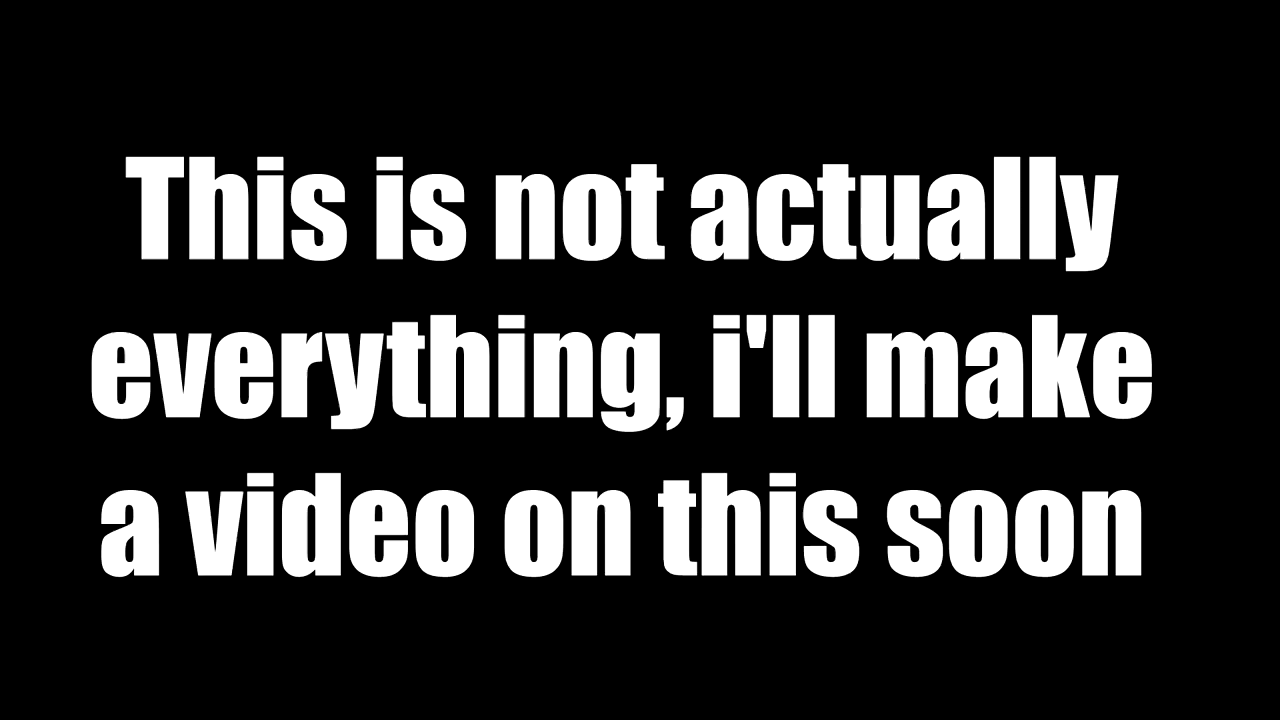 This is not actually
everything, i'll make
a video on this soon